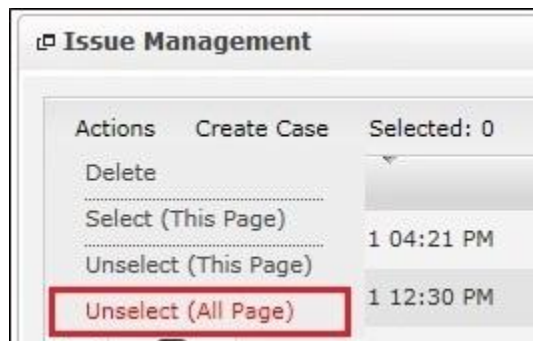 Issue Management
Actions Create Case Selected: 0
Delete
Select (This Page)
1 04:21 PM
Unselect (This Page)
1 12:30 PM
Unselect (All Page)